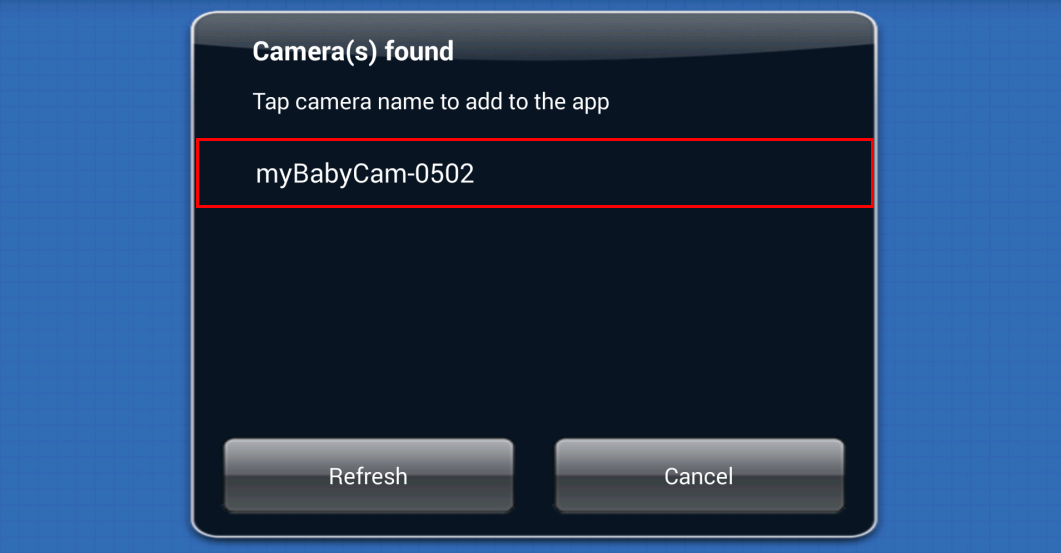 Camera(s) found
Tap camera name to add to the app
myBabyCam-0502
Refresh
Cancel